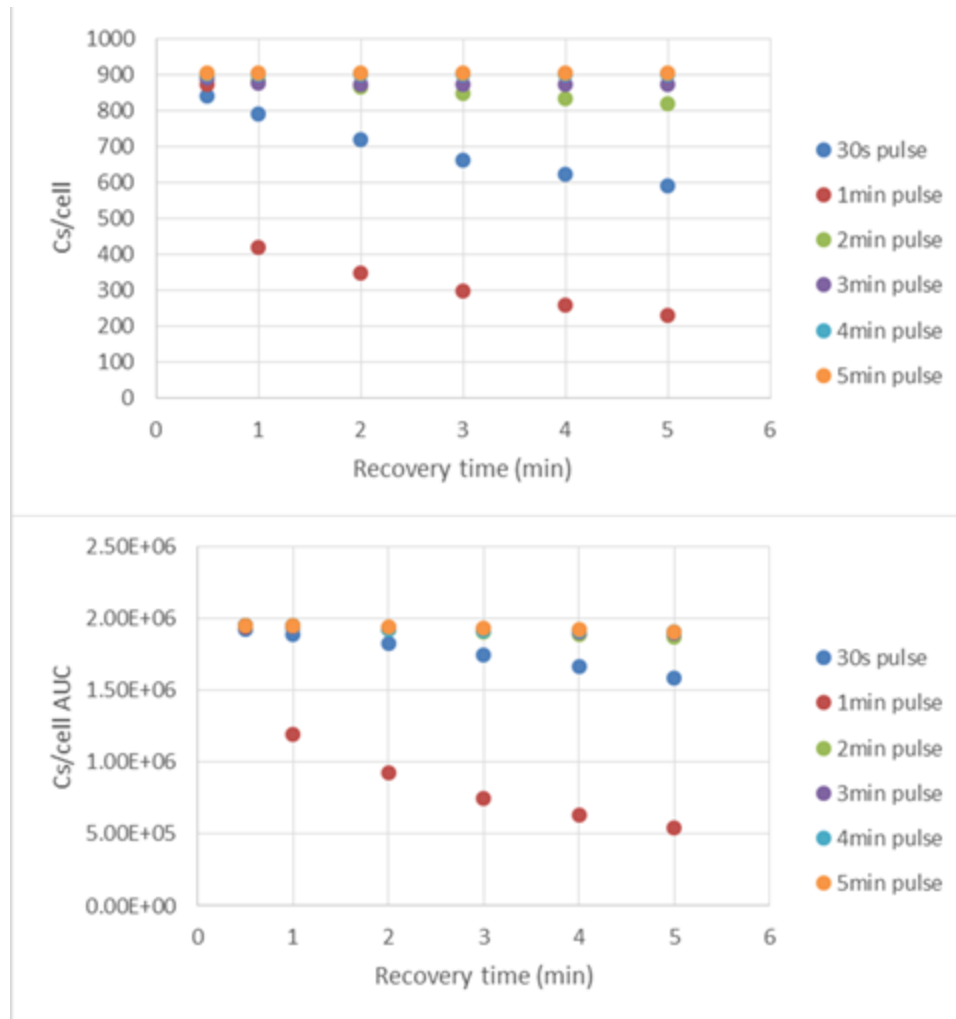 1000
900
800
700
600
500
400
300
200
100
0
Cs/cell
0 1 2 3 4 5 6
Recovery time (min)
30s pulse
1min pulse
2min pulse
3min pulse
4min pulse
5min pulse
2.50E+06
2.00E+06
1.50E+06
1.00E+06
5.00E+05
0.00E+00
Cs/cell AUC
0 1 2 3 4 5 6
Recovery time (min)
30s pulse
1min pulse
2min pulse
3min pulse
4min pulse
5min pulse